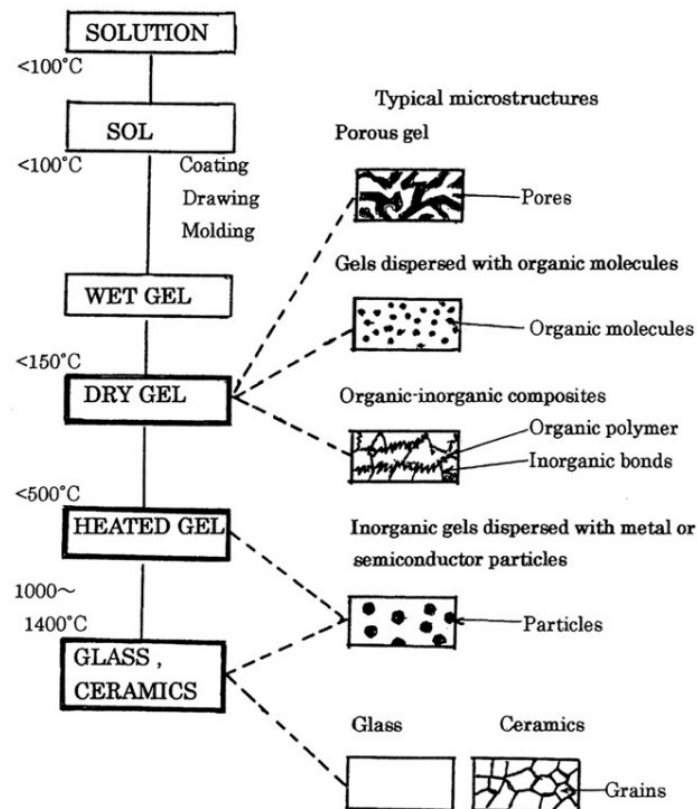 SOLUTION
<100°C
SOL
<100°C
Coating
Drawing
Molding
WET GEL
<150°C
DRY GEL
<500°C
HEATED GEL
1000～
1400°C
GLASS ,
CERAMICS
Typical microstructures
Porous gel
Pores
Gels dispersed with organic molecules
Organic molecules
Organic-inorganic composites
Organic polymer
Inorganic bonds
Inorganic gels dispersed with metal or
semiconductor particles
Particles
Glass
Ceramics
Grains